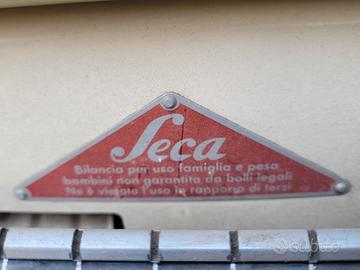 Seca
Bilancia per uso famiglia e pesa
bambini non garantita da bolli legali
Ne è vietato l'uso in rapporto di terzi
subito